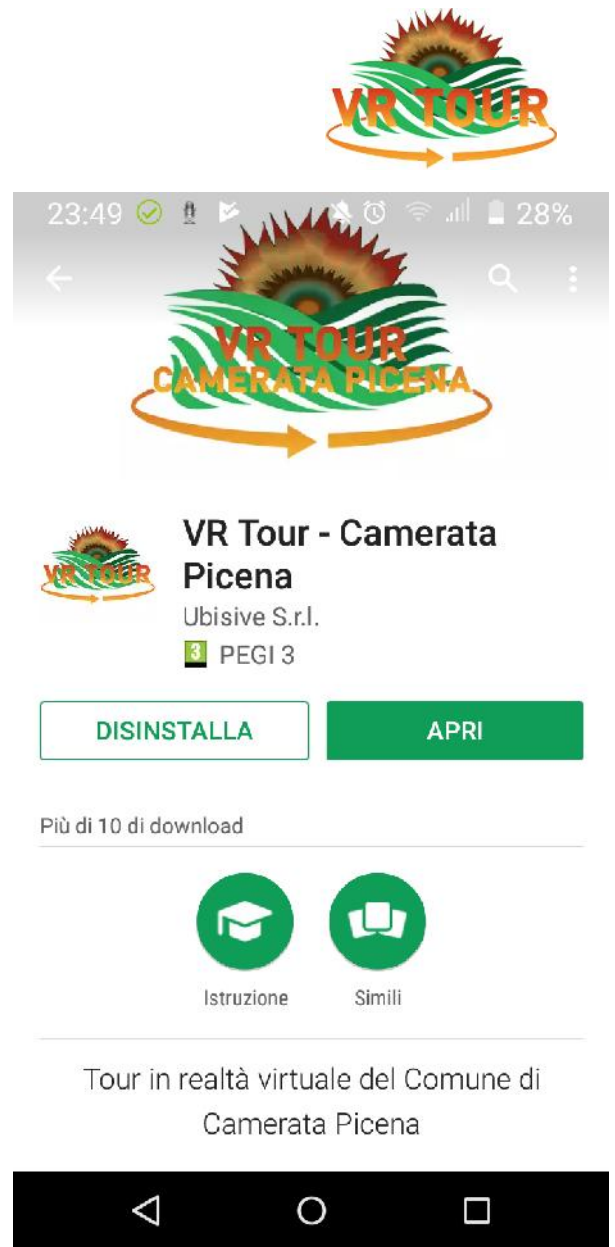 VR TOUR
23:49 28%
VR TOUR
CAMERATA PICENA
VR TOUR
VR Tour - Camerata
Picena
Ubisive S.r.l.
3 PEGI 3
DISINSTALLA APRI
Più di 10 di download
Istruzione Simili
Tour in realtà virtuale del Comune di
Camerata Picena